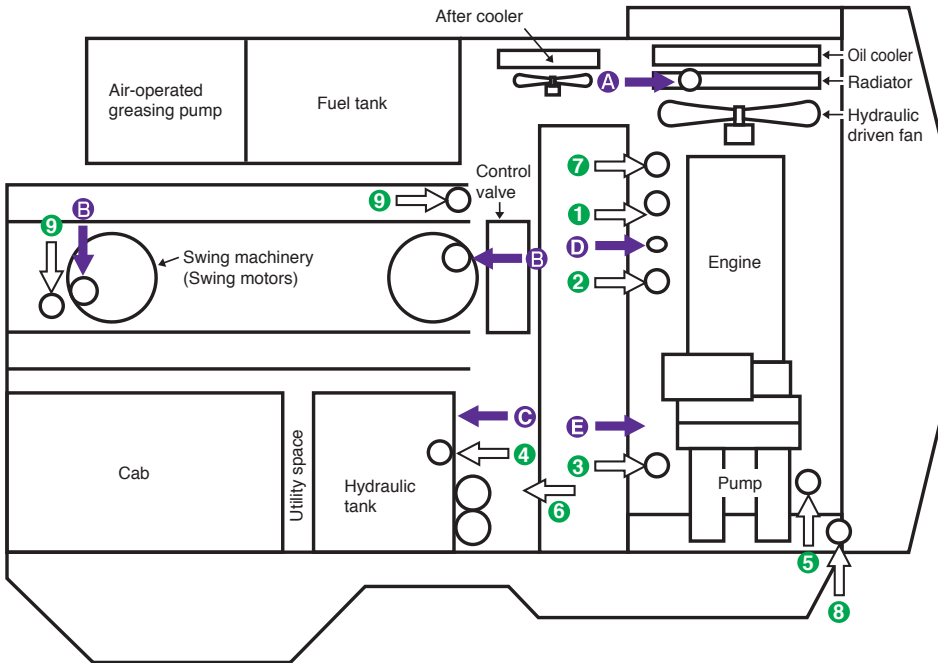 After cooler
Oil cooler
Radiator
Hydraulic
driven fan
A
Air-operated
greasing pump
Fuel tank
7
Control
valve
9
1
B
9
D
Swing machinery
(Swing motors)
B
Engine
2
C
E
4
3
Cab
Utility space
Hydraulic
tank
Pump
6
5
8